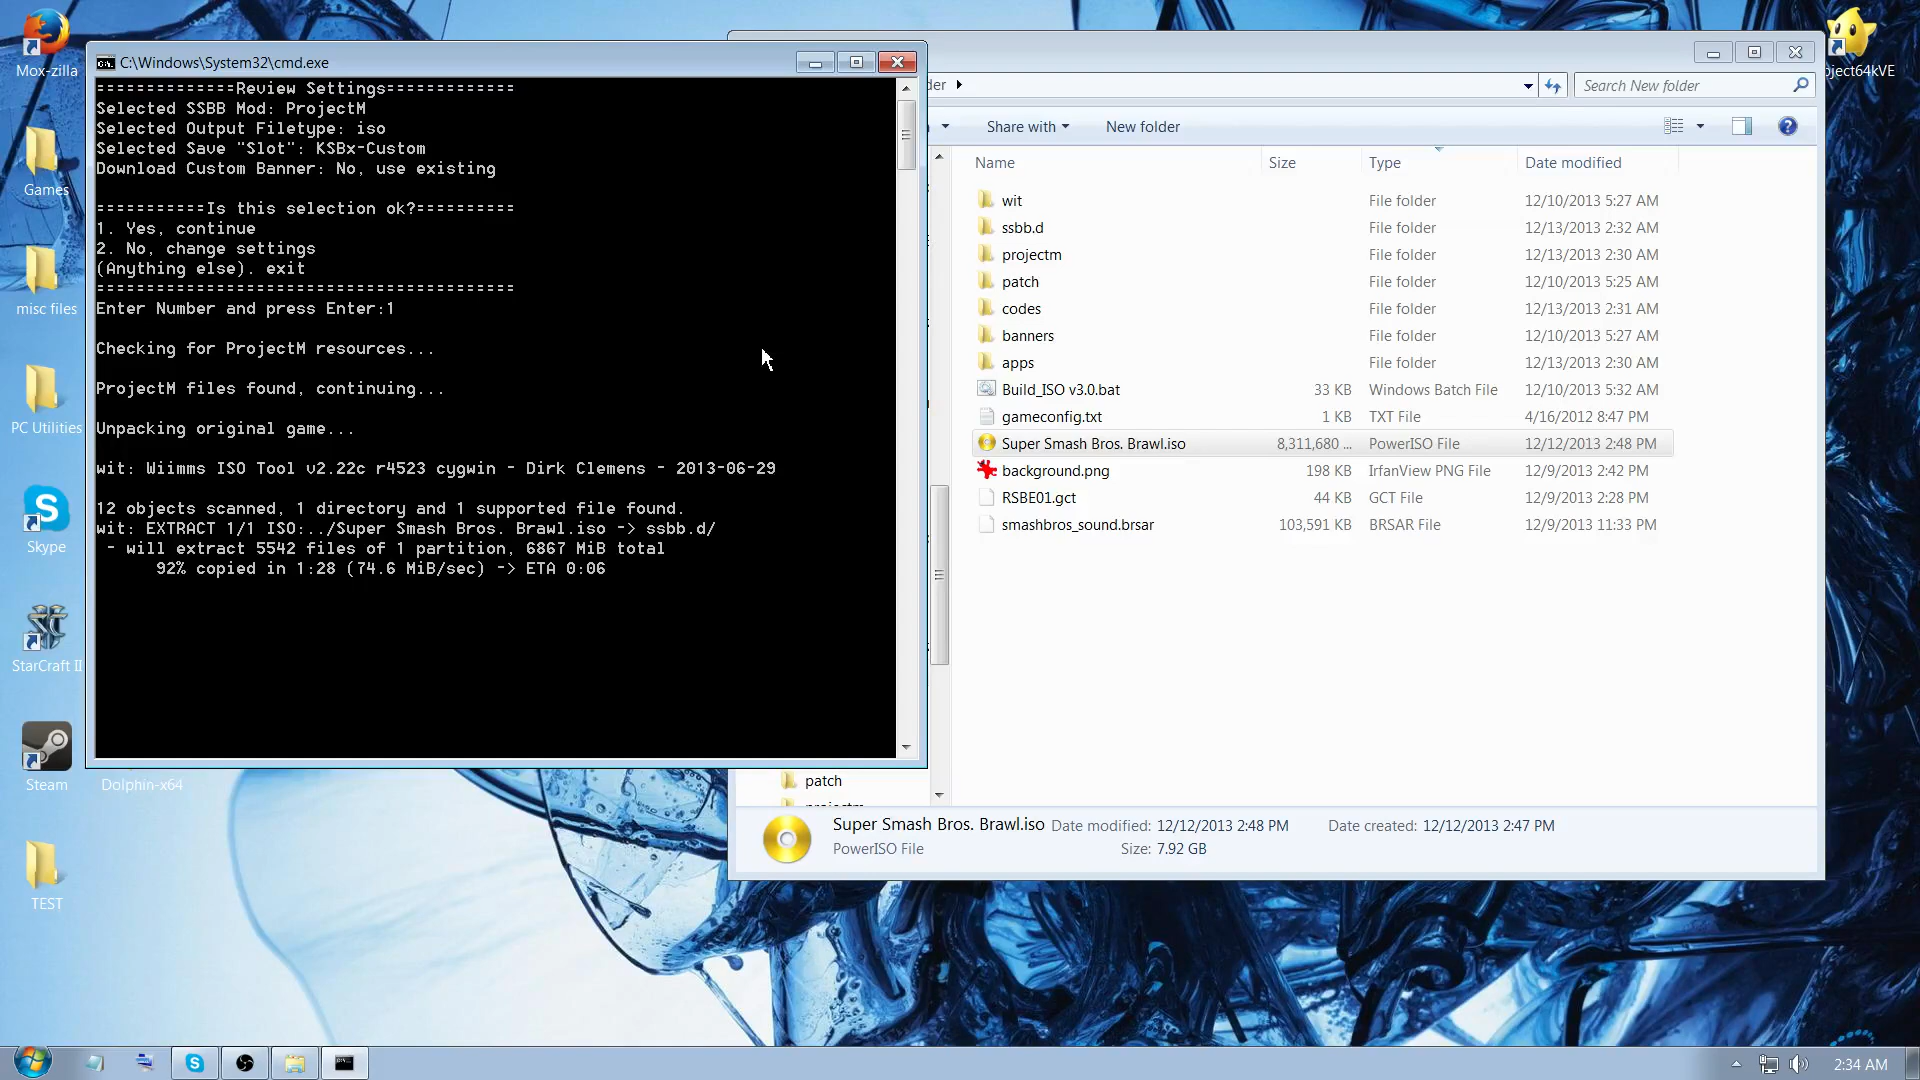 Mox-zilla
Games
misc files
PC Utilities
Skype
StarCraft II
Steam
Dolphin-x64
TEST
C:\Windows\System32\cmd.exe
==============Review Settings=============
Selected SSBB Mod: ProjectM
Selected Output Filetype: iso
Selected Save "Slot": KSBx-Custom
Download Custom Banner: No, use existing
===========Is this selection ok?==========
1. Yes, continue
2. No, change settings
(Anything else). exit
==========================================
Enter Number and press Enter:1
Checking for ProjectM resources...
ProjectM files found, continuing...
Unpacking original game...
wit: Wiimms ISO Tool v2.22c r4523 cygwin - Dirk Clemens - 2013-06-29
12 objects scanned, 1 directory and 1 supported file found.
wit: EXTRACT 1/1 ISO:../Super Smash Bros. Brawl.iso -> ssbb.d/
- will extract 5542 files of 1 partition, 6867 MiB total
92% copied in 1:28 (74.6 MiB/sec) -> ETA 0:06
der
Search New folder
Share with
New folder
Name Size Type Date modified
wit File folder 12/10/2013 5:27 AM
ssbb.d File folder 12/13/2013 2:32 AM
projectm File folder 12/13/2013 2:30 AM
patch File folder 12/10/2013 5:25 AM
codes File folder 12/13/2013 2:31 AM
banners File folder 12/10/2013 5:27 AM
apps File folder 12/13/2013 2:30 AM
Build_ISO v3.0.bat 33 KB Windows Batch File 12/10/2013 5:32 AM
gameconfig.txt 1 KB TXT File 4/16/2012 8:47 PM
Super Smash Bros. Brawl.iso 8,311,680 ... PowerISO File 12/12/2013 2:48 PM
background.png 198 KB IrfanView PNG File 12/9/2013 2:42 PM
RSBE01.gct 44 KB GCT File 12/9/2013 2:28 PM
smashbros_sound.brsar 103,591 KB BRSAR File 12/9/2013 11:33 PM
patch
Super Smash Bros. Brawl.iso Date modified: 12/12/2013 2:48 PM Date created: 12/12/2013 2:47 PM
PowerISO File Size: 7.92 GB
oject64kVE
2:34 AM